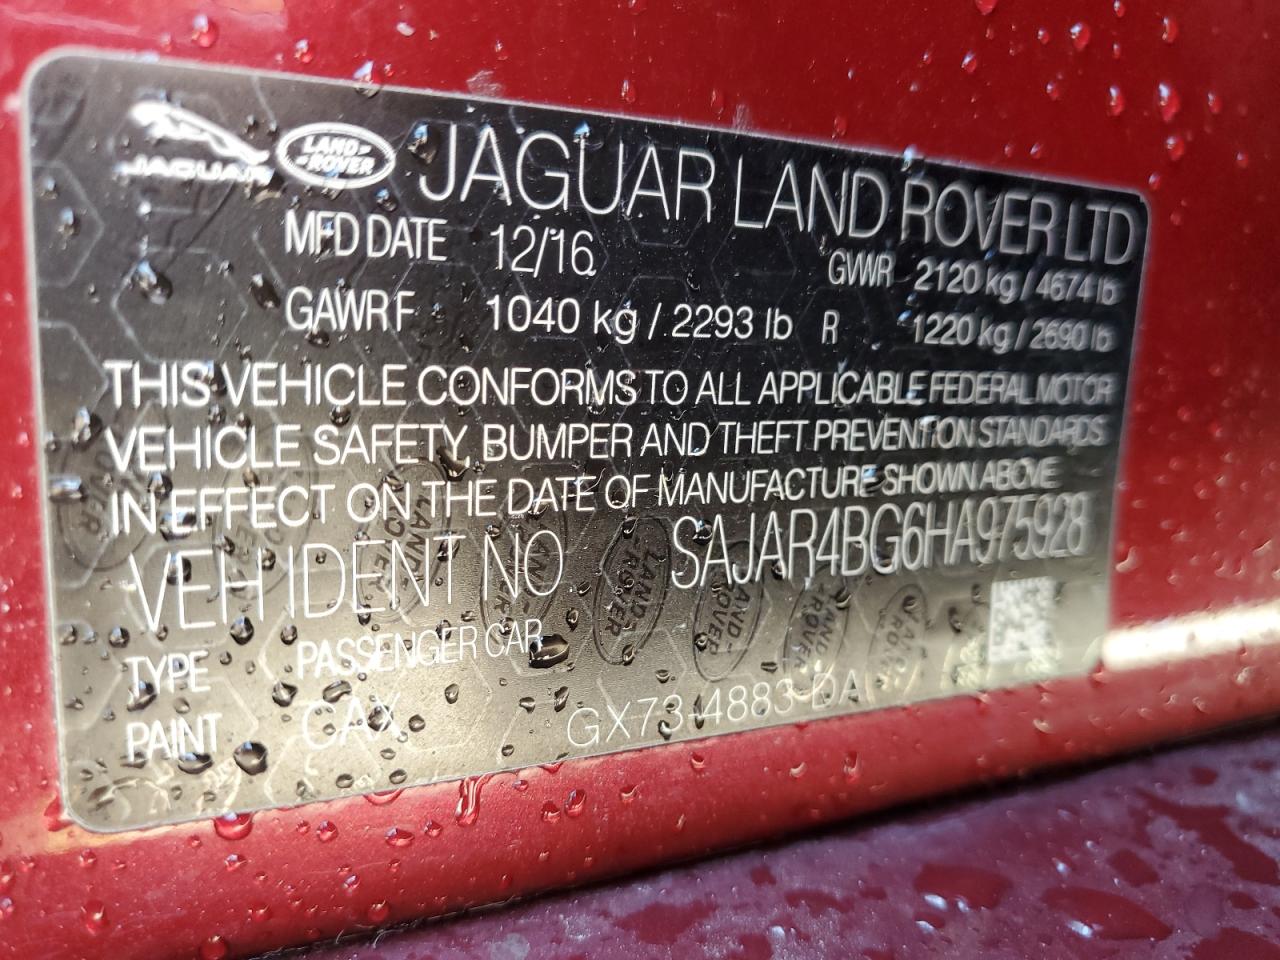 JAGUAR LAND ROVER JAGUAR LAND ROVER LTD
MFD DATE 12/16 GVWR 2120 kg / 4674 lb
GAWR F 1040 kg / 2293 lb R 1220 kg / 2690 lb
THIS VEHICLE CONFORMS TO ALL APPLICABLE FEDERAL MOTOR
VEHICLE SAFETY, BUMPER AND THEFT PREVENTION STANDARDS
IN EFFECT ON THE DATE OF MANUFACTURE SHOWN ABOVE
VEH IDENT NO SAJAR4BG6HA975928
TYPE PASSENGER CAR
PAINT CAX GX73-4883-DA